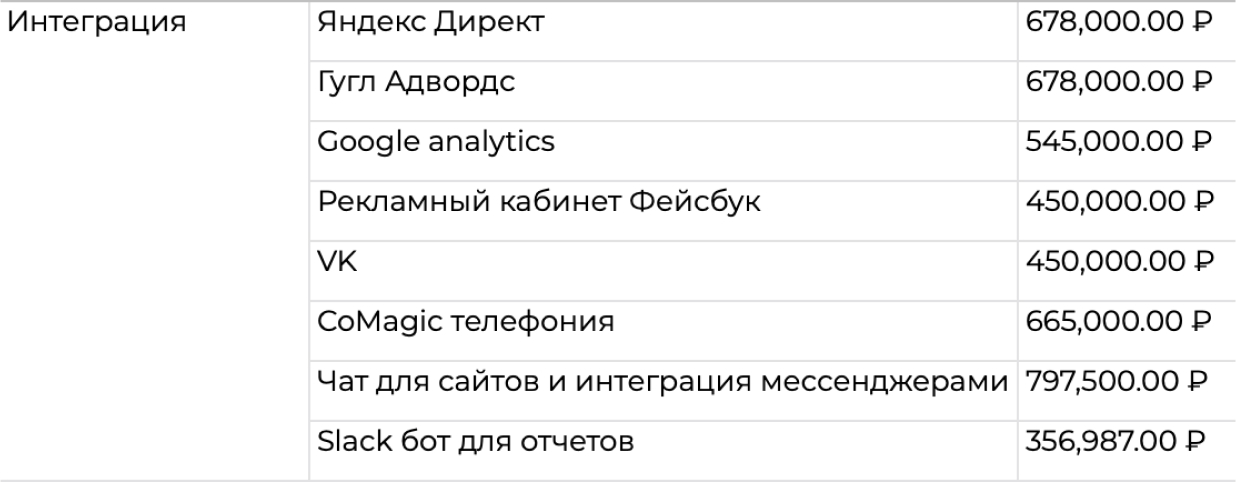 Интеграция Яндекс Директ 678,000.00 ₽
Гугл Адвордс 678,000.00 ₽
Google analytics 545,000.00 ₽
Рекламный кабинет Фейсбук 450,000.00 ₽
VK 450,000.00 ₽
CoMagic телефония 665,000.00 ₽
Чат для сайтов и интеграция мессенджерами 797,500.00 ₽
Slack бот для отчетов 356,987.00 ₽